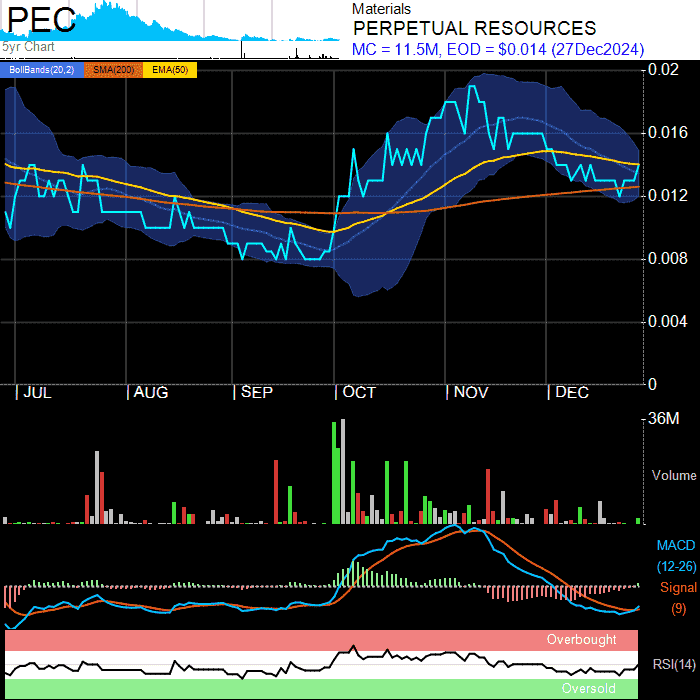 PEC
5yr Chart
Materials
PERPETUAL RESOURCES
MC = 11.5M, EOD = $0.014 (27Dec2024)
BollBands(20,2) SMA(200) EMA(50)
0.02
0.016
0.012
0.008
0.004
0
| JUL | AUG | SEP | OCT | NOV | DEC
36M
Volume
MACD
(12-26)
Signal
(9)
Overbought
RSI(14)
Oversold